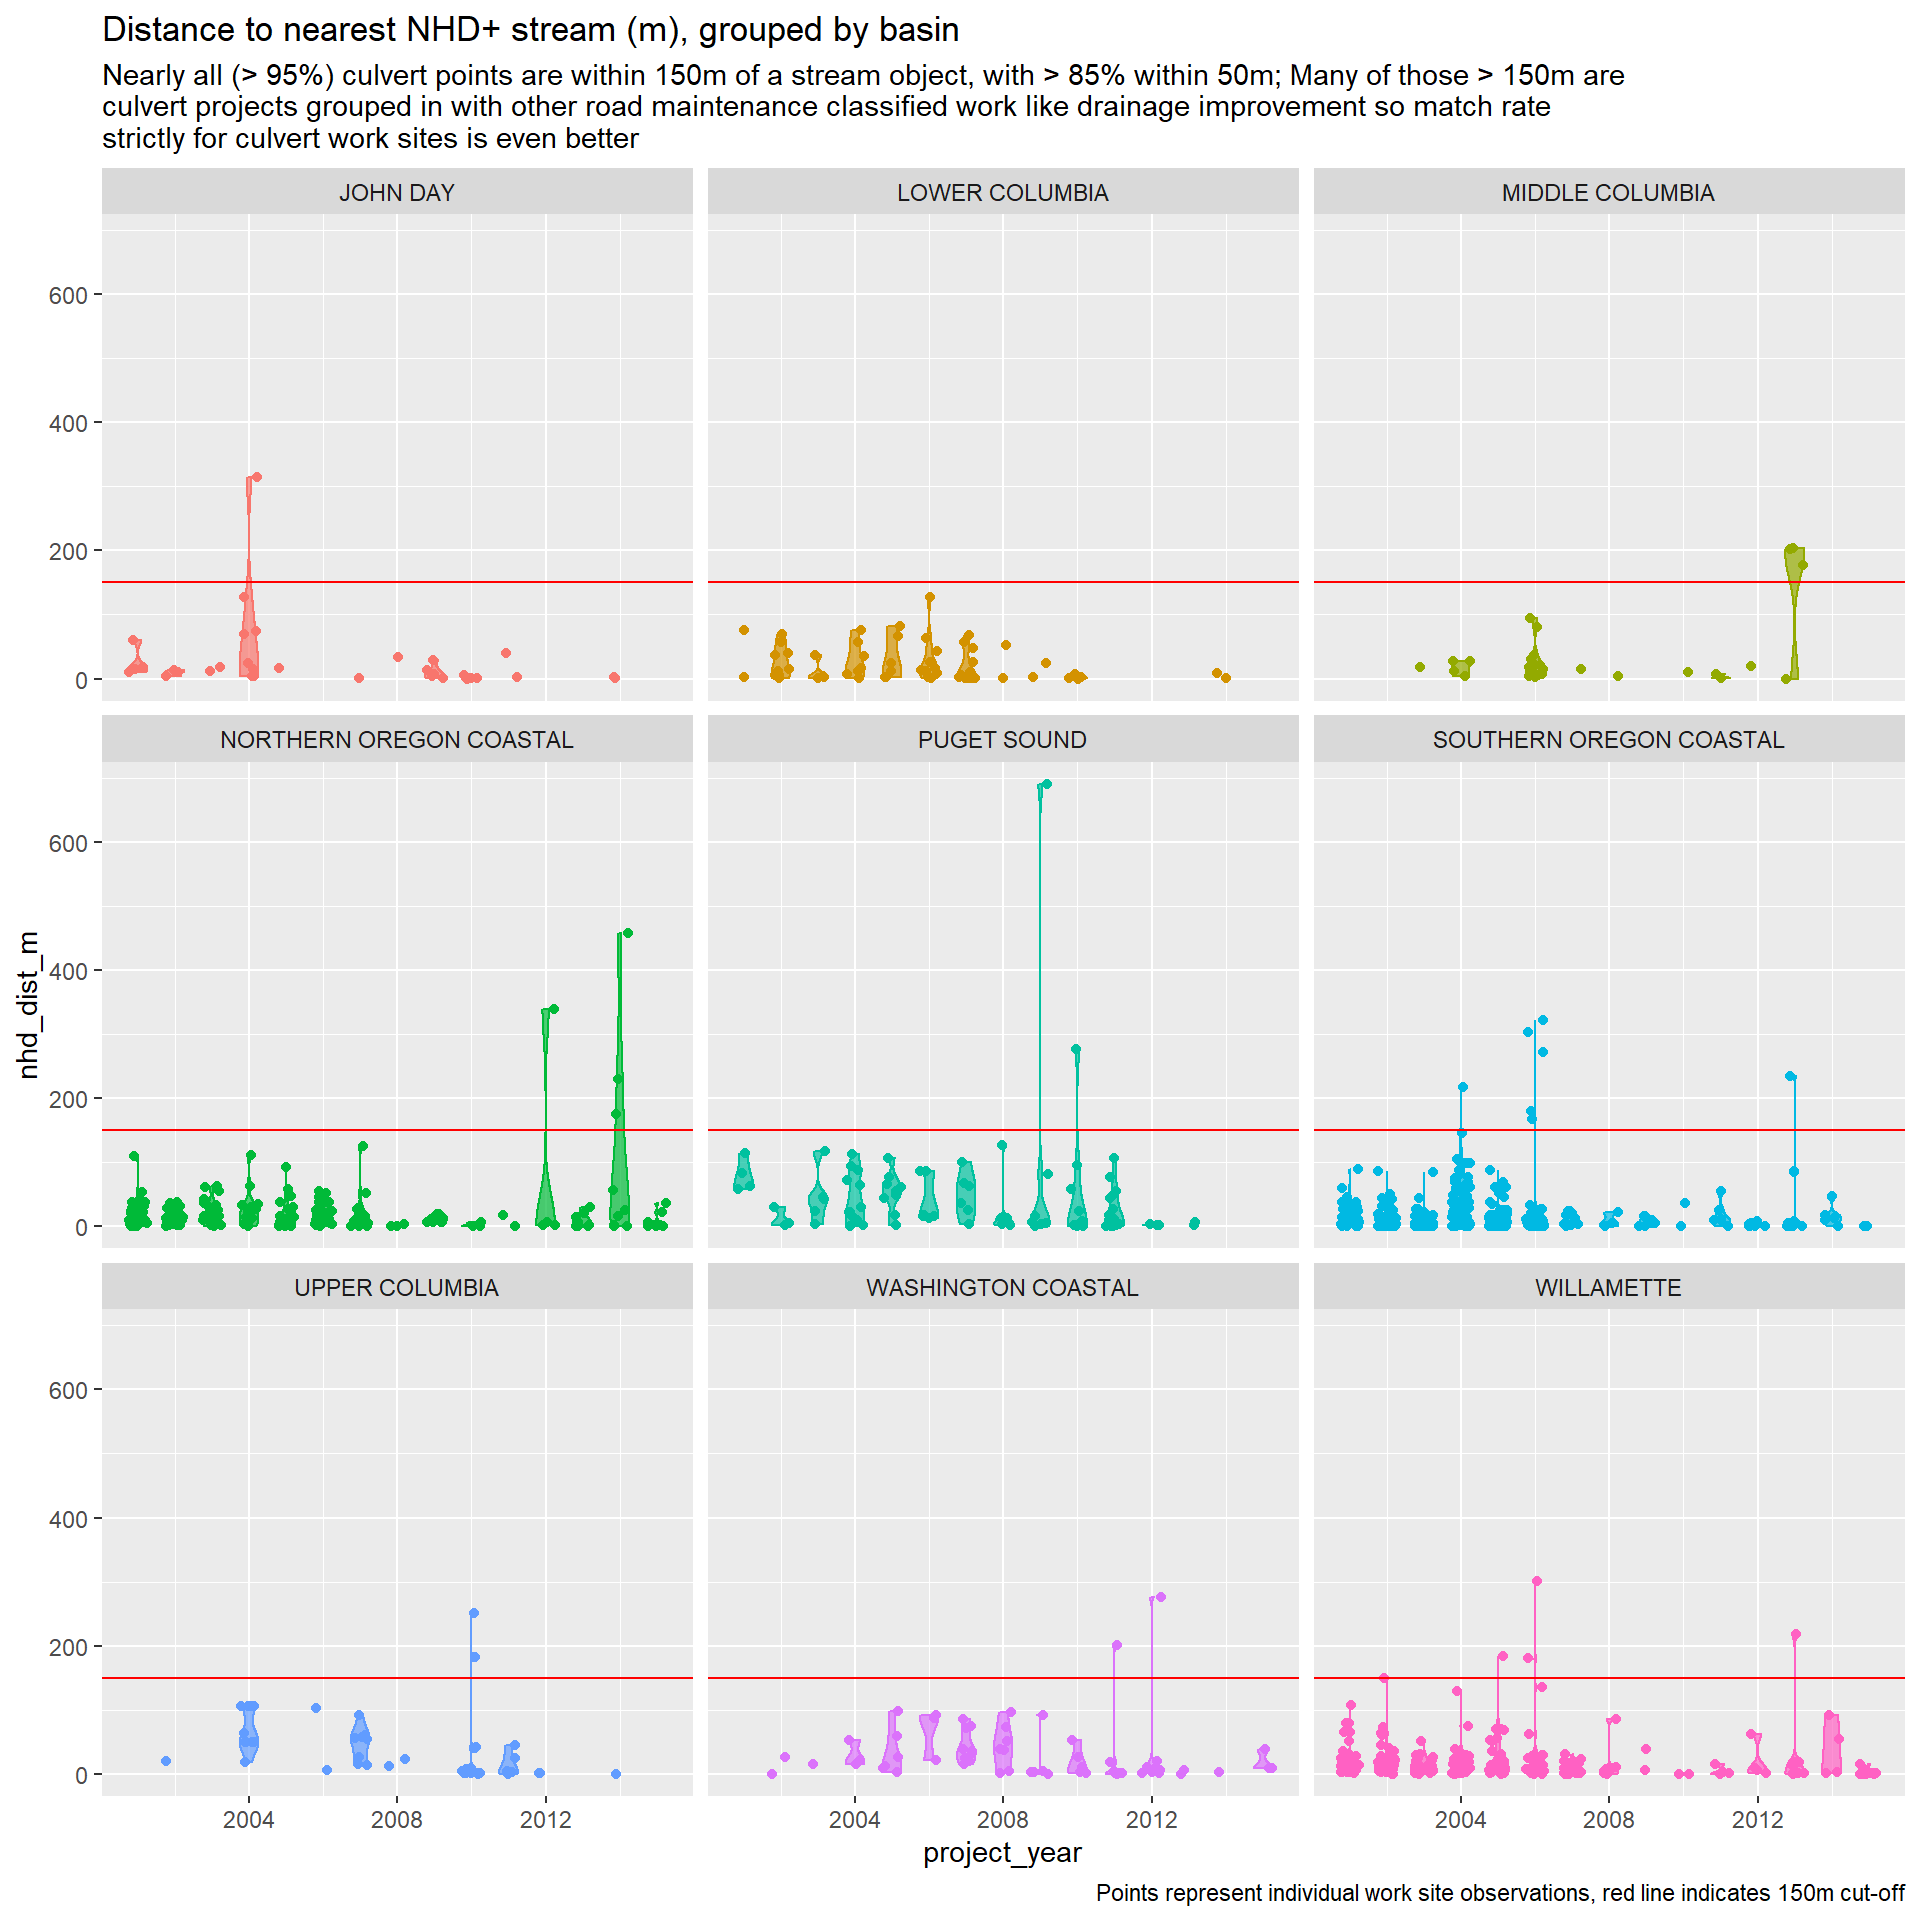 Distance to nearest NHD+ stream (m), grouped by basin
Nearly all (> 95%) culvert points are within 150m of a stream object, with > 85% within 50m; Many of those > 150m are
culvert projects grouped in with other road maintenance classified work like drainage improvement so match rate
strictly for culvert work sites is even better
JOHN DAY
LOWER COLUMBIA
MIDDLE COLUMBIA
600
400
200
0
NORTHERN OREGON COASTAL
PUGET SOUND
SOUTHERN OREGON COASTAL
nhd_dist_m
600
400
200
0
UPPER COLUMBIA
WASHINGTON COASTAL
WILLAMETTE
600
400
200
0
2004 2008 2012
2004 2008 2012
2004 2008 2012
project_year
Points represent individual work site observations, red line indicates 150m cut-off